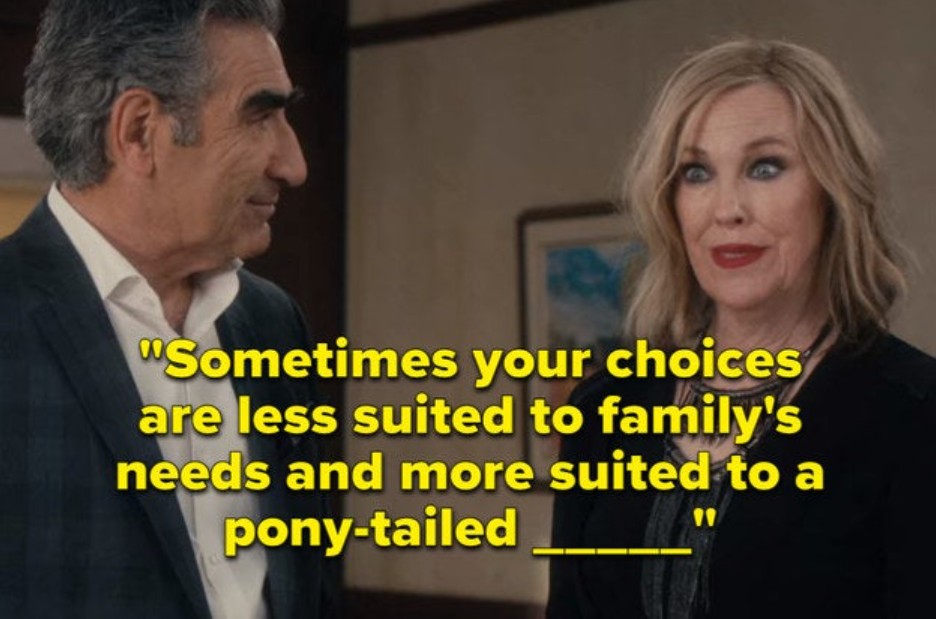 "Sometimes your choices
are less suited to family's
needs and more suited to a
pony-tailed _____"